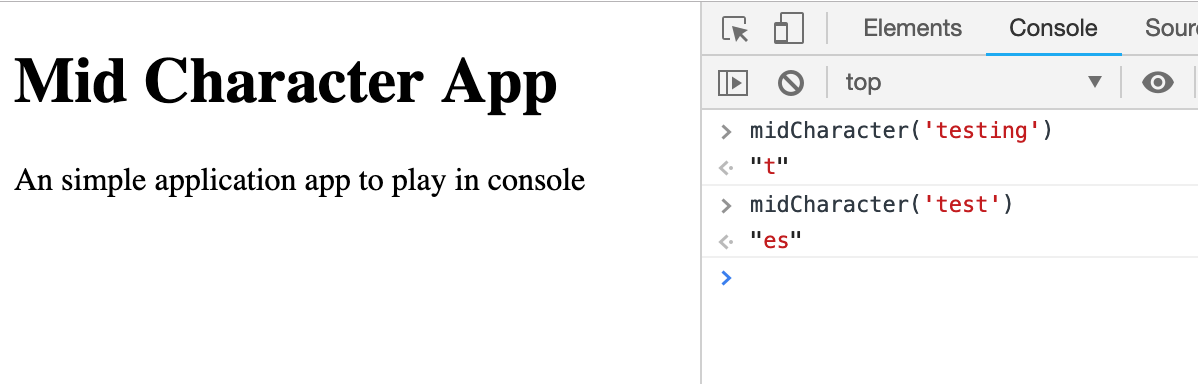 Mid Character App
An simple application app to play in console
Elements Console Sour
top
midCharacter('testing')
"t"
midCharacter('test')
"es"